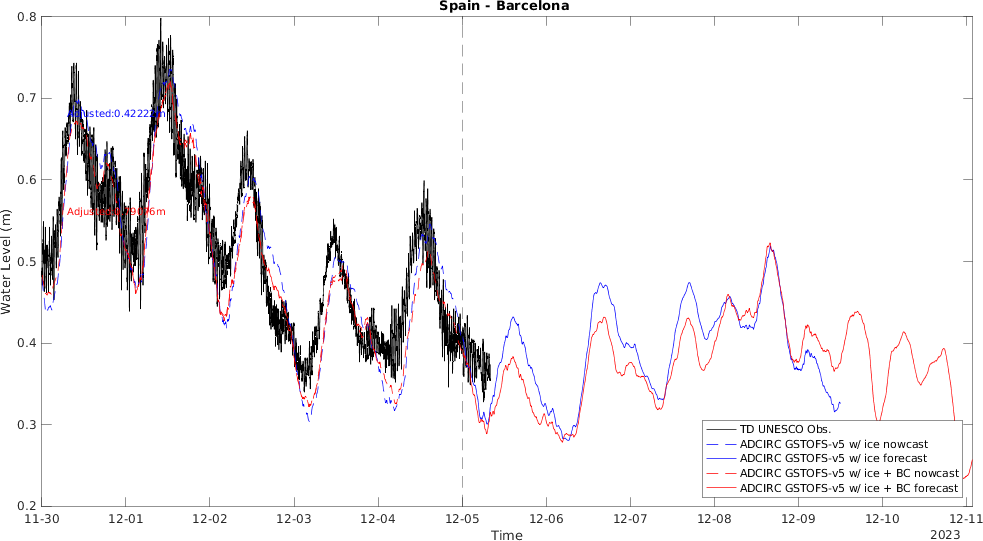 Spain - Barcelona
Water Level (m)
0.8
0.7
0.6
0.5
0.4
0.3
0.2
Adjusted:0.42222m
TD UNESCO Obs.
ADCIRC GSTOFS-v5 w/ ice nowcast
ADCIRC GSTOFS-v5 w/ ice forecast
ADCIRC GSTOFS-v5 w/ ice + BC nowcast
ADCIRC GSTOFS-v5 w/ ice + BC forecast
11-30
12-01
12-02
12-03
12-04
12-05
12-06
12-07
12-08
12-09
12-10
12-11
Time
2023